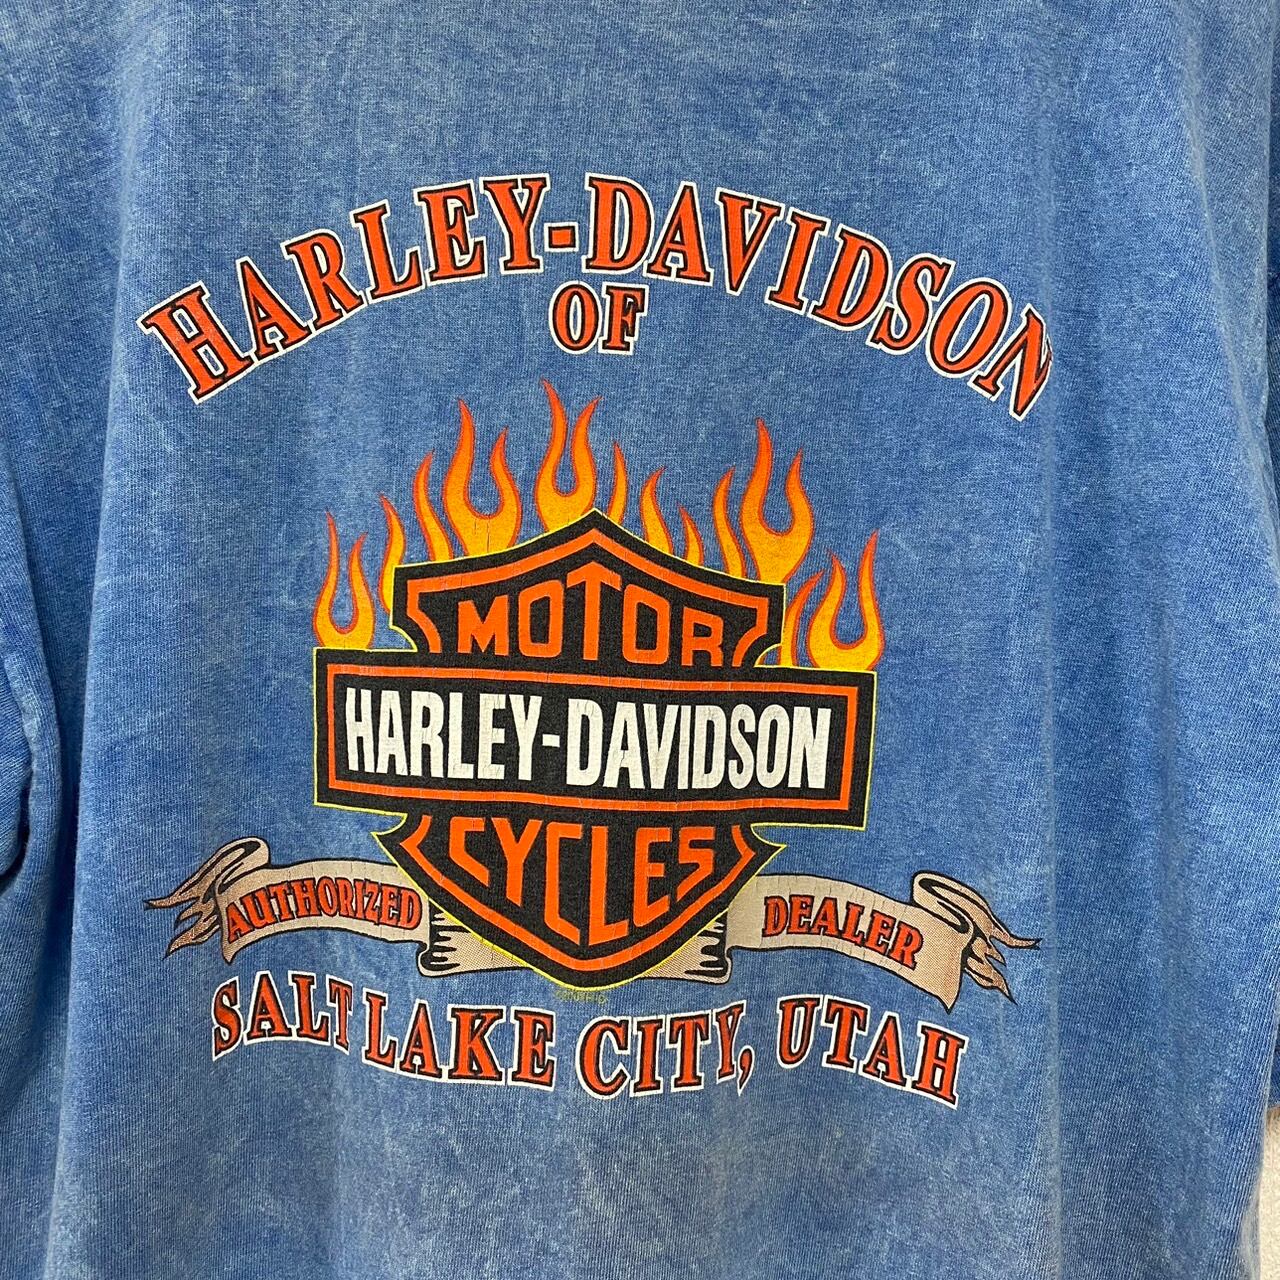 HARLEY-DAVIDSON
OF
MOTOR
HARLEY-DAVIDSON
CYCLES
AUTHORIZED DEALER
SALT LAKE CITY, UTAH